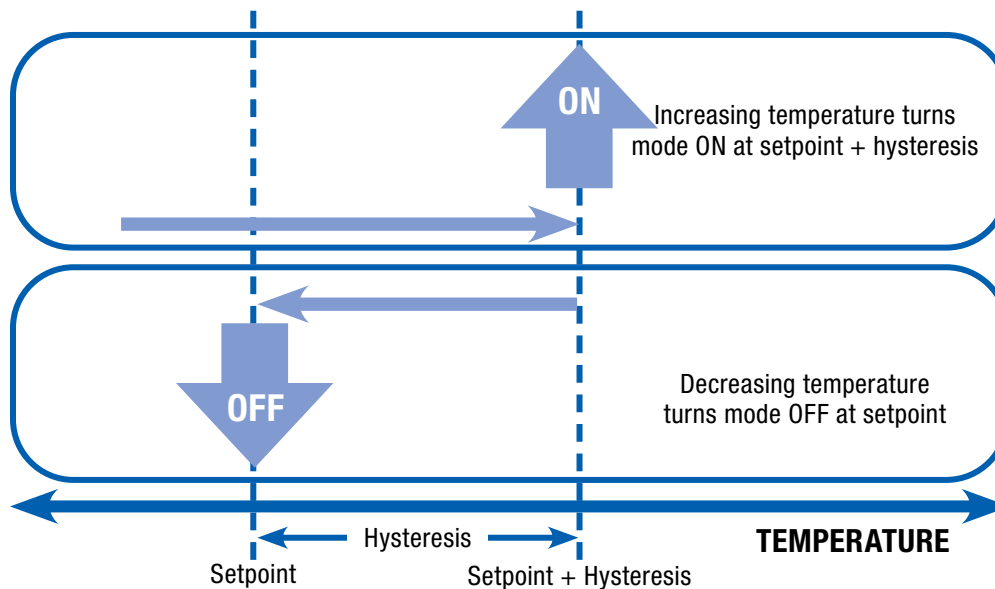 ON
Increasing temperature turns
mode ON at setpoint + hysteresis
OFF
Decreasing temperature
turns mode OFF at setpoint
Hysteresis
TEMPERATURE
Setpoint
Setpoint + Hysteresis